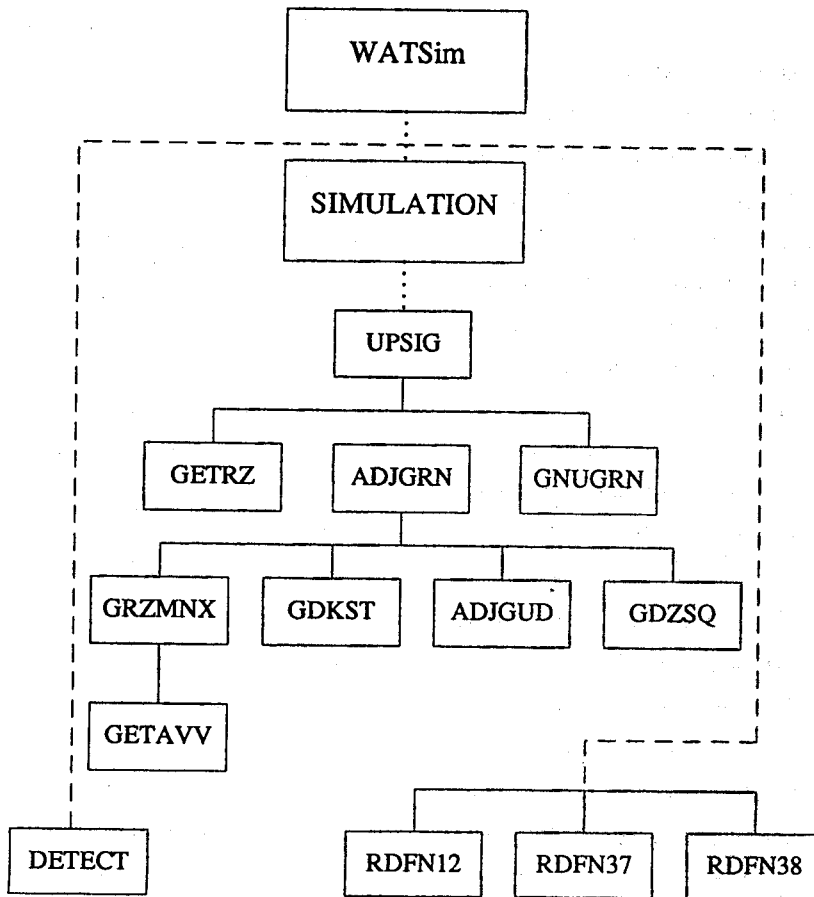 WATSim
SIMULATION
UPSIG
GETRZ
ADJGRN
GNUGRN
GRZMNX
GDKST
ADJGUD
GDZSQ
GETAVV
DETECT
RDFN12
RDFN37
RDFN38